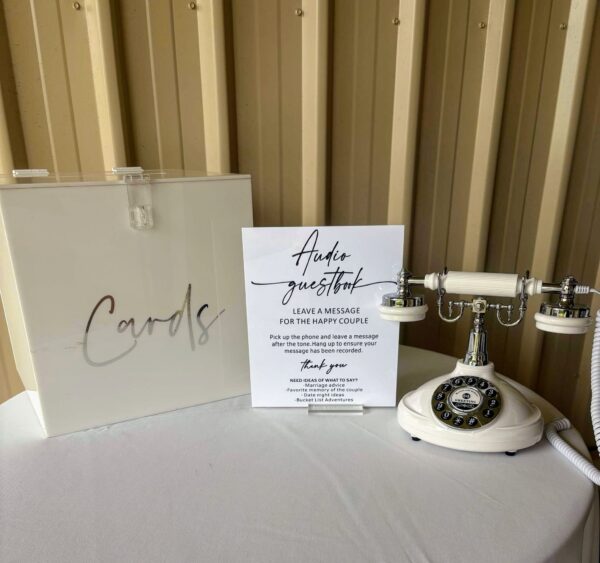 Cards
Audio
guestbook
LEAVE A MESSAGE
FOR THE HAPPY COUPLE
Pick up the phone and leave a message
after the tone.Hang up to ensure your
message has been recorded.
thank you
NEED IDEAS OF WHAT TO SAY?
-Marriage advice
-Favorite memory of the couple
- Date night ideas
-Bucket List Adventures